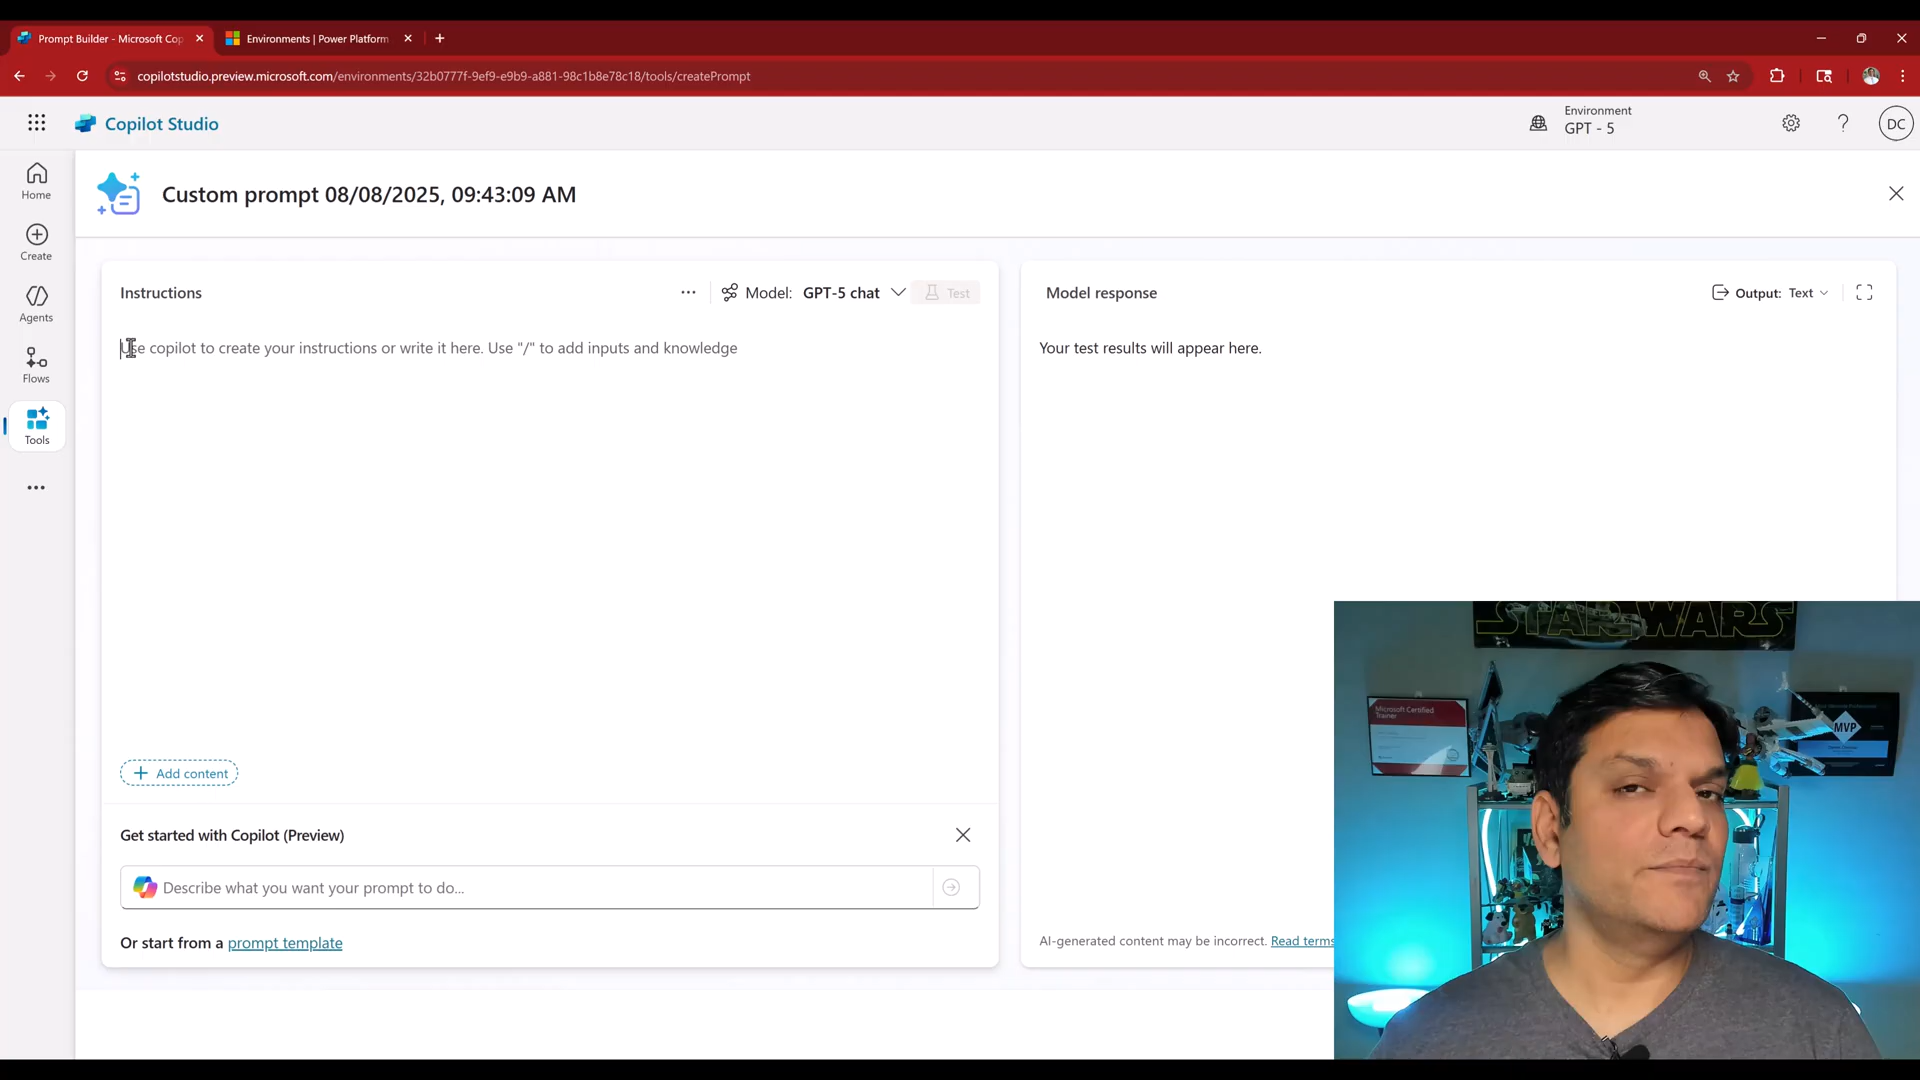 Prompt Builder - Microsoft Cop
Environments | Power Platform
copilotstudio.preview.microsoft.com/environments/32b0777f-9ef9-e9b9-a881-98c1b8e78c18/tools/createPrompt
Copilot Studio
Environment
GPT - 5
DC
Home
Create
Agents
Flows
Tools
Custom prompt 08/08/2025, 09:43:09 AM
Instructions
Model: GPT-5 chat
Test
Use copilot to create your instructions or write it here. Use "/" to add inputs and knowledge
Add content
Get started with Copilot (Preview)
Describe what you want your prompt to do...
Or start from a prompt template
Model response
Output: Text
Your test results will appear here.
AI-generated content may be incorrect. Read terms
STAR WARS
Microsoft Certified
Trainer
MVP